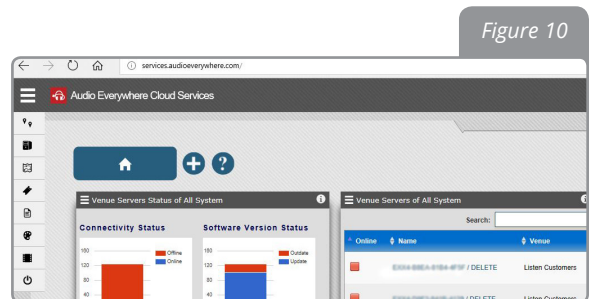 Figure 10
services.audioeverywhere.com/
Audio Everywhere Cloud Services
Venue Servers Status of All System
Connectivity Status
Software Version Status
160
120
80
40
Offline
Online
160
120
80
40
Outdate
Update
Venue Servers of All System
Search:
Online
Name
Venue
/ DELETE
Listen Customers
/ DELETE
Listen Customers